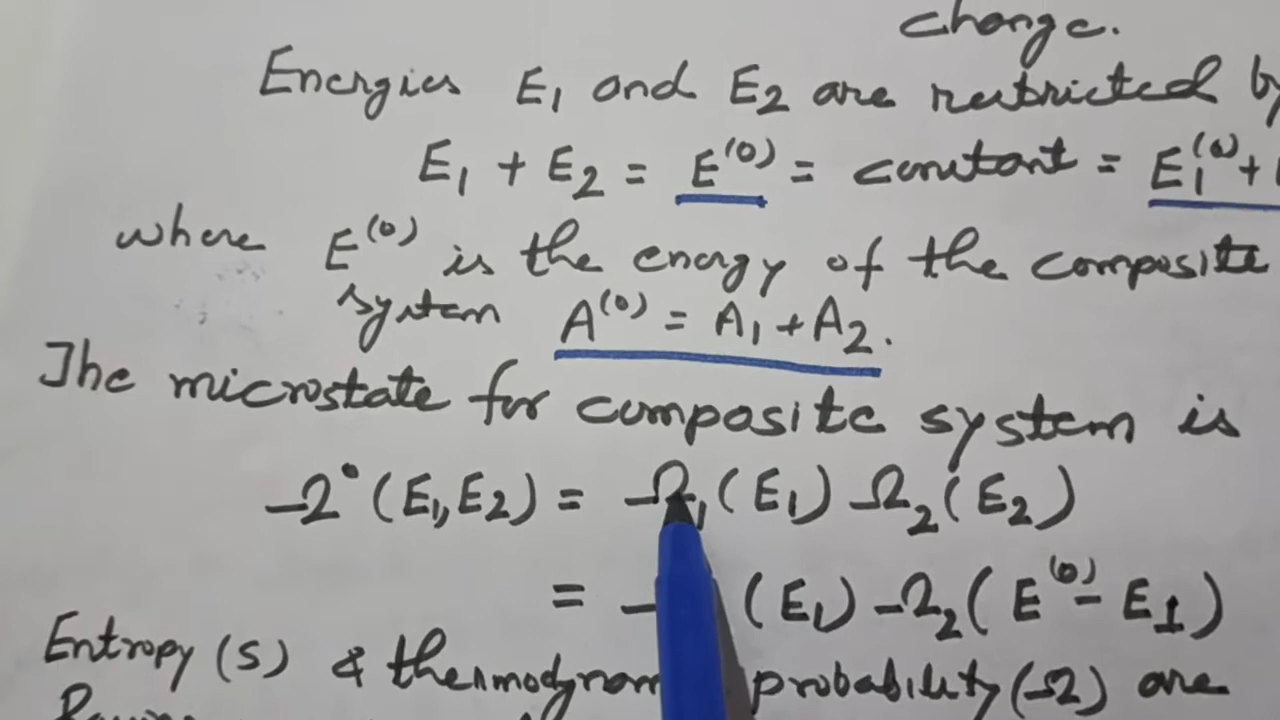 change.
Energies E₁ and E₂ are restricted by
E₁ + E₂ = E⁽⁰⁾ = constant = E₁⁽⁰⁾ +
where E⁽⁰⁾ is the energy of the composite
system A⁽⁰⁾ = A₁ + A₂.
The microstate for composite system is
Ω° (E₁, E₂) = Ω₁ (E₁) Ω₂ (E₂)
= (E₁) Ω₂ (E⁽⁰⁾ - E₁)
Entropy (S) & thermodynam probability (Ω) are